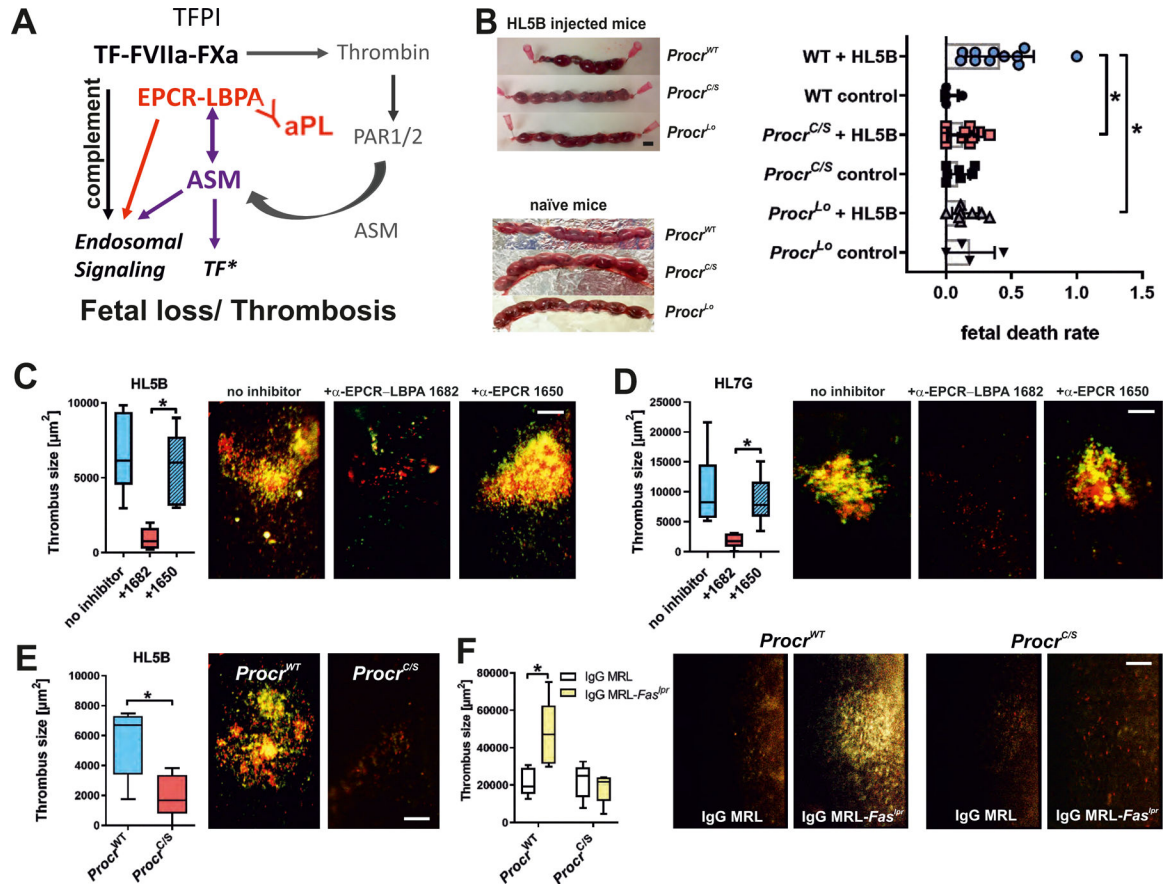 A
TFPI
TF-FVIIa-FXa
Thrombin
complement
EPCR-LBPA
aPL
PAR1/2
ASM
ASM
Endosomal
Signaling
TF*
Fetal loss/ Thrombosis
B
HL5B injected mice
Procr^WT
Procr^C/S
Procr^Lo
naïve mice
Procr^WT
Procr^C/S
Procr^Lo
WT + HL5B
WT control
Procr^C/S + HL5B
Procr^C/S control
Procr^Lo + HL5B
Procr^Lo control
*
*
0.0 0.5 1.0 1.5
fetal death rate
C
HL5B
Thrombus size [µm²]
10000
5000
0
no inhibitor
+1682
+1650
*
no inhibitor
+α-EPCR–LBPA 1682
+α-EPCR 1650
D
HL7G
Thrombus size [µm²]
25000
20000
15000
10000
5000
0
no inhibitor
+1682
+1650
*
no inhibitor
+α-EPCR–LBPA 1682
+α-EPCR 1650
E
HL5B
Thrombus size [µm²]
10000
8000
6000
4000
2000
0
*
Procr^WT
Procr^C/S
Procr^WT
Procr^C/S
F
Thrombus size [µm²]
80000
60000
40000
20000
0
*
IgG MRL
IgG MRL-Fas^lpr
Procr^WT
Procr^C/S
Procr^WT
Procr^C/S
IgG MRL
IgG MRL-Fas^lpr
IgG MRL
IgG MRL-Fas^lpr